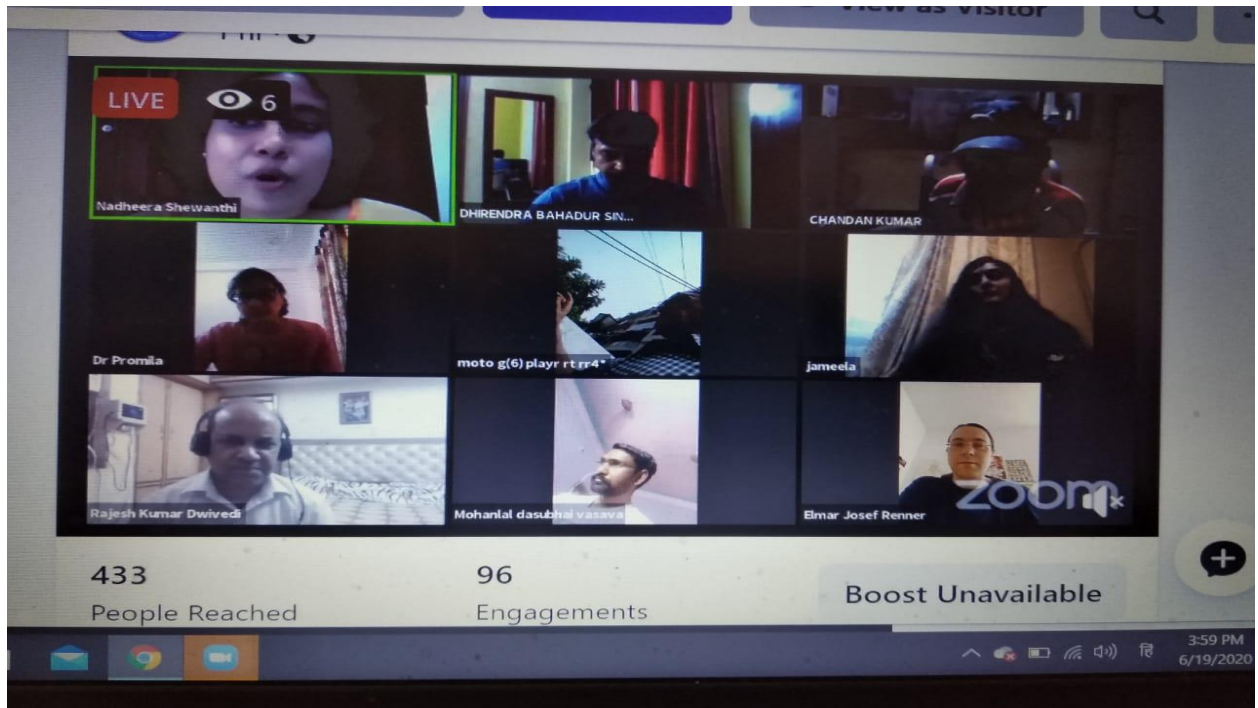 View as Visitor
LIVE 6
Nadheera Shewanthi
DHIRENDRA BAHADUR SIN...
CHANDAN KUMAR
Dr Promila
moto g(6) playr rt rr4*
jameela
Rajesh Kumar Dwivedi
Mohanlal dasubhai vasava
Elmar Josef Renner
zoom
433
People Reached
96
Engagements
Boost Unavailable
हि
3:59 PM
6/19/2020